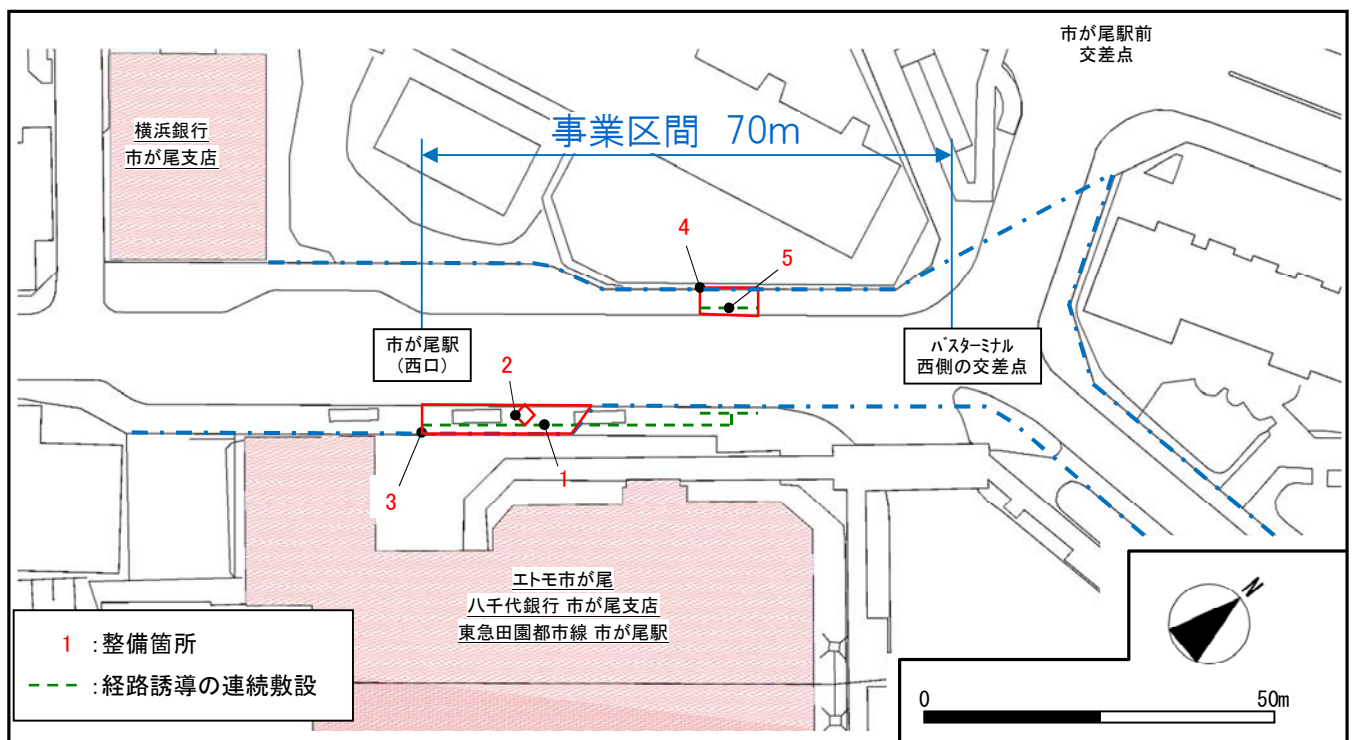 市が尾駅前
交差点
横浜銀行
市が尾支店
事業区間 70m
4
5
市が尾駅
(西口)
バスターミナル
西側の交差点
2
3
1
エトモ市が尾
八千代銀行 市が尾支店
東急田園都市線 市が尾駅
1 :整備箇所
:経路誘導の連続敷設
N
0 50m